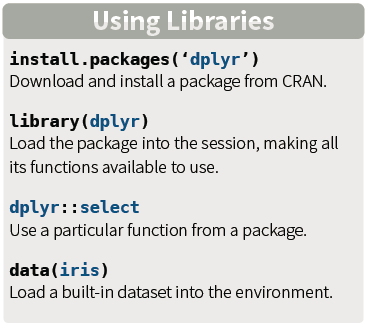 Using Libraries
install.packages(‘dplyr’)
Download and install a package from CRAN.
library(dplyr)
Load the package into the session, making all
its functions available to use.
dplyr::select
Use a particular function from a package.
data(iris)
Load a built-in dataset into the environment.